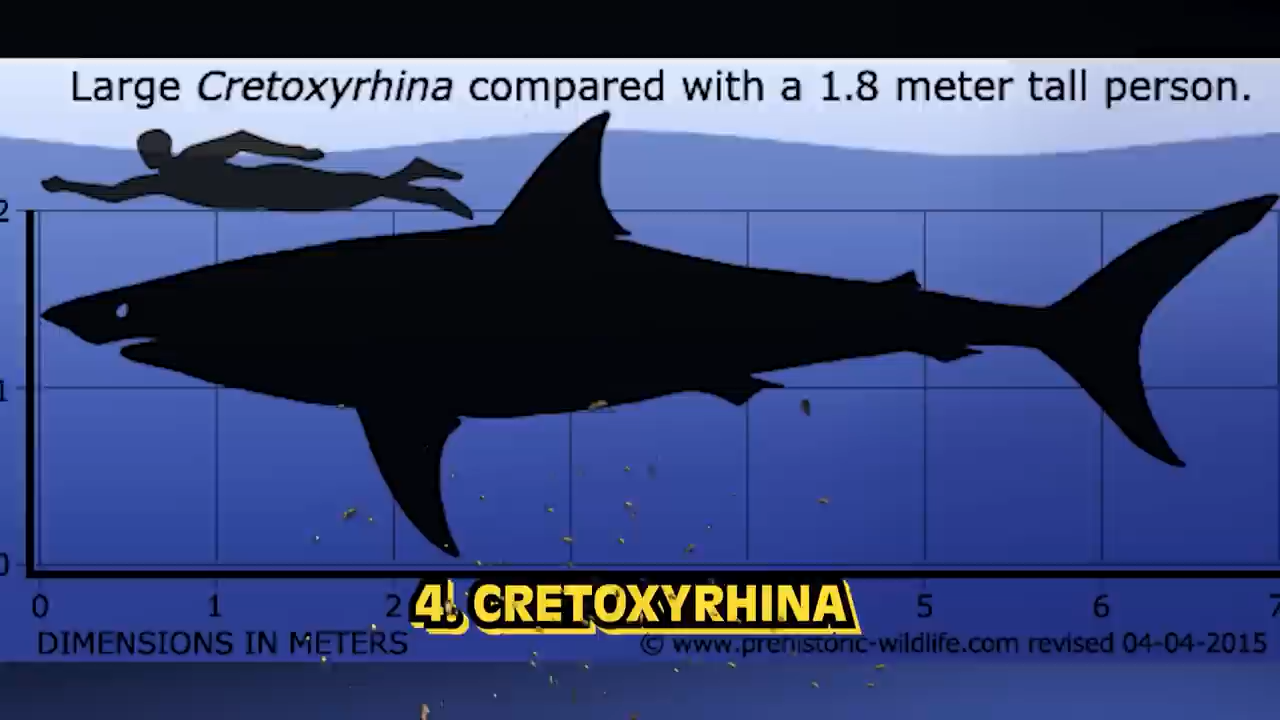 Large Cretoxyrhina compared with a 1.8 meter tall person.
2
1
0
0 1 2 5 6 7
4. CRETOXYRHINA
DIMENSIONS IN METERS
© www.prehistoric-wildlife.com revised 04-04-2015